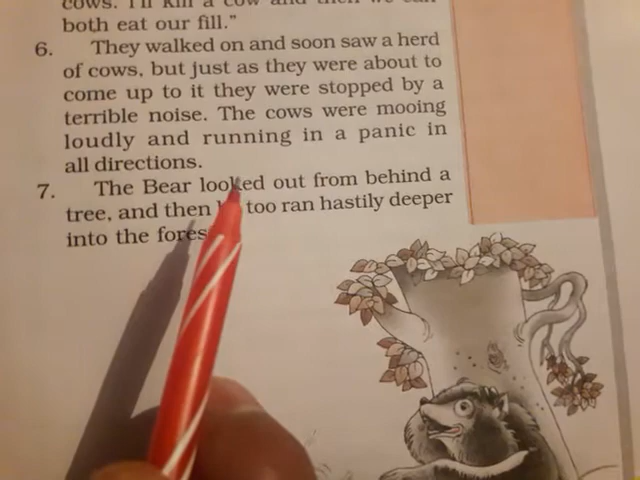 cows. I'll kill a cow and then we can
both eat our fill."
6. They walked on and soon saw a herd
of cows, but just as they were about to
come up to it they were stopped by a
terrible noise. The cows were mooing
loudly and running in a panic in
all directions.
7. The Bear looked out from behind a
tree, and then too ran hastily deeper
into the